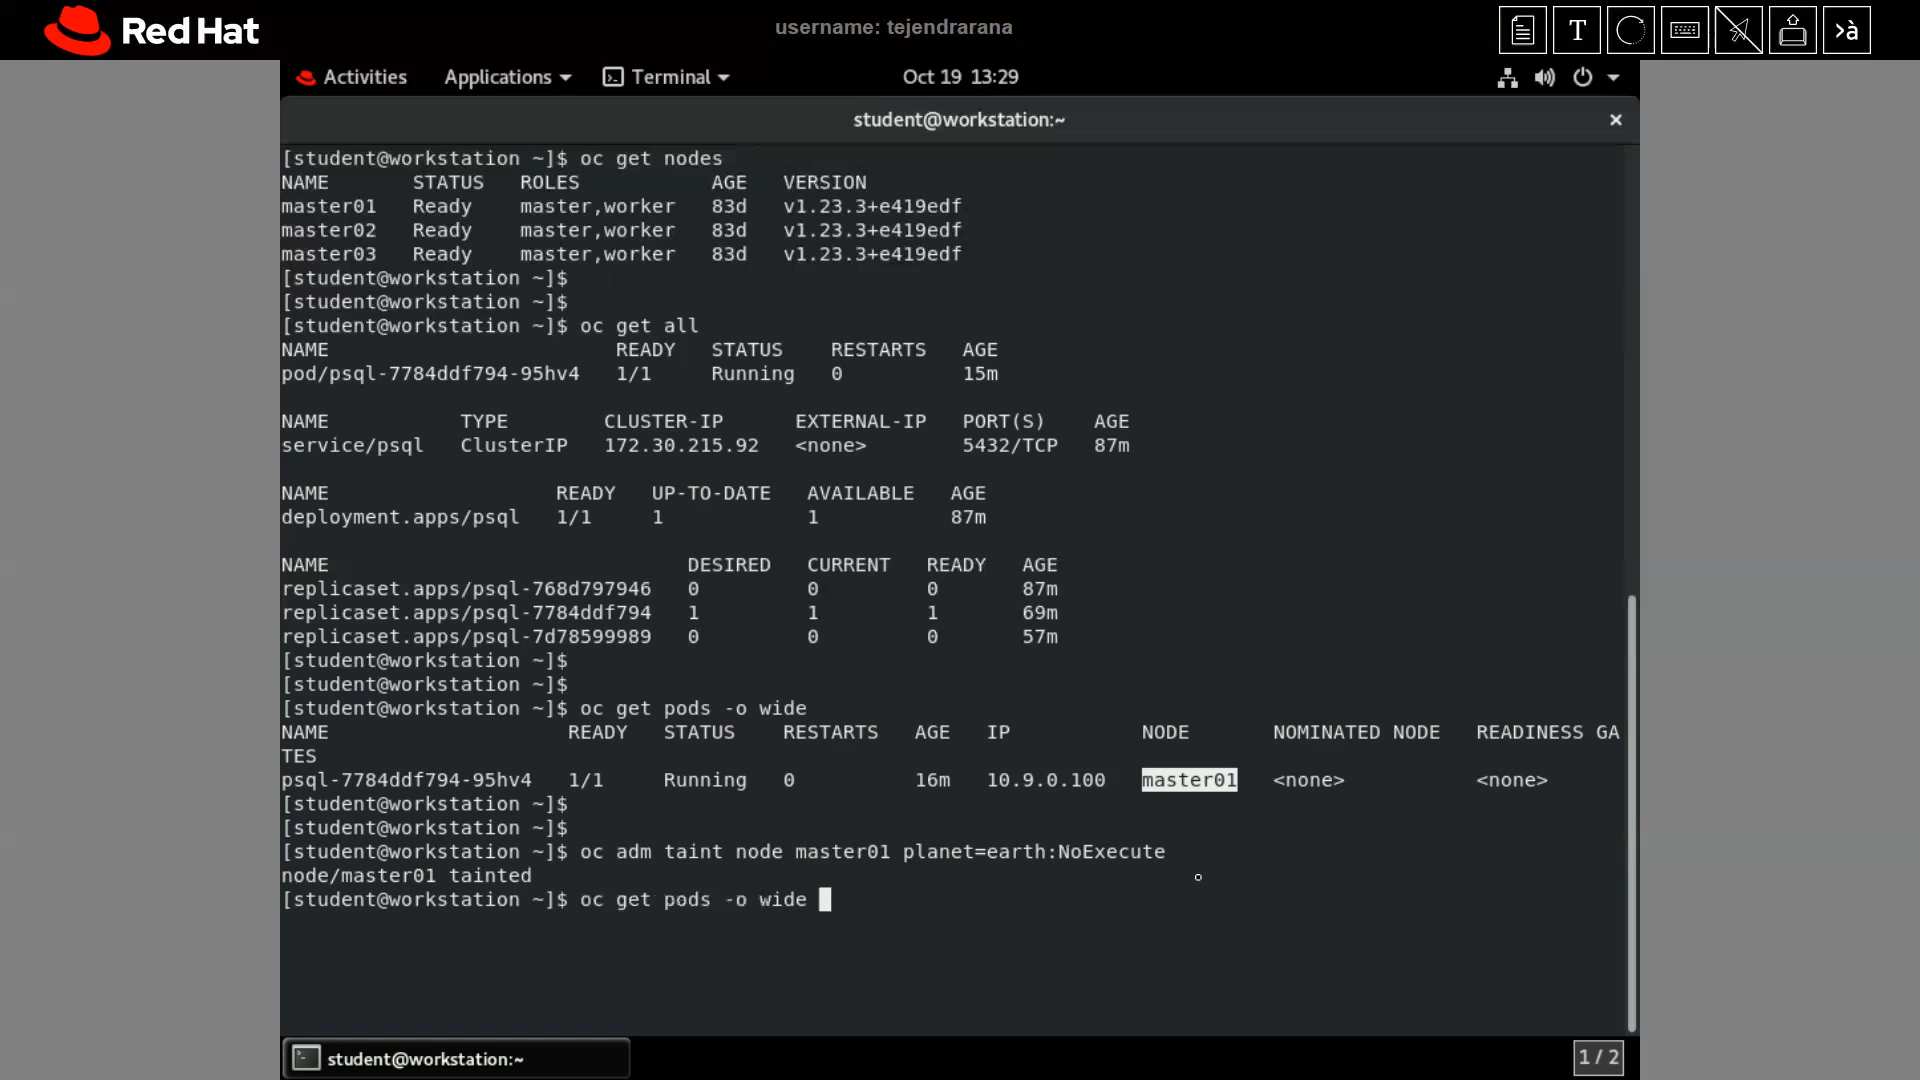 Red Hat
username: tejendrarana
T
>à
Activities Applications Terminal Oct 19 13:29
student@workstation:~ ×
[student@workstation ~]$ oc get nodes
NAME STATUS ROLES AGE VERSION
master01 Ready master,worker 83d v1.23.3+e419edf
master02 Ready master,worker 83d v1.23.3+e419edf
master03 Ready master,worker 83d v1.23.3+e419edf
[student@workstation ~]$
[student@workstation ~]$
[student@workstation ~]$ oc get all
NAME READY STATUS RESTARTS AGE
pod/psql-7784ddf794-95hv4 1/1 Running 0 15m
NAME TYPE CLUSTER-IP EXTERNAL-IP PORT(S) AGE
service/psql ClusterIP 172.30.215.92 <none> 5432/TCP 87m
NAME READY UP-TO-DATE AVAILABLE AGE
deployment.apps/psql 1/1 1 1 87m
NAME DESIRED CURRENT READY AGE
replicaset.apps/psql-768d797946 0 0 0 87m
replicaset.apps/psql-7784ddf794 1 1 1 69m
replicaset.apps/psql-7d78599989 0 0 0 57m
[student@workstation ~]$
[student@workstation ~]$
[student@workstation ~]$ oc get pods -o wide
NAME READY STATUS RESTARTS AGE IP NODE NOMINATED NODE READINESS GA
TES
psql-7784ddf794-95hv4 1/1 Running 0 16m 10.9.0.100 master01 <none> <none>
[student@workstation ~]$
[student@workstation ~]$
[student@workstation ~]$ oc adm taint node master01 planet=earth:NoExecute
node/master01 tainted
[student@workstation ~]$ oc get pods -o wide
student@workstation:~ 1 / 2